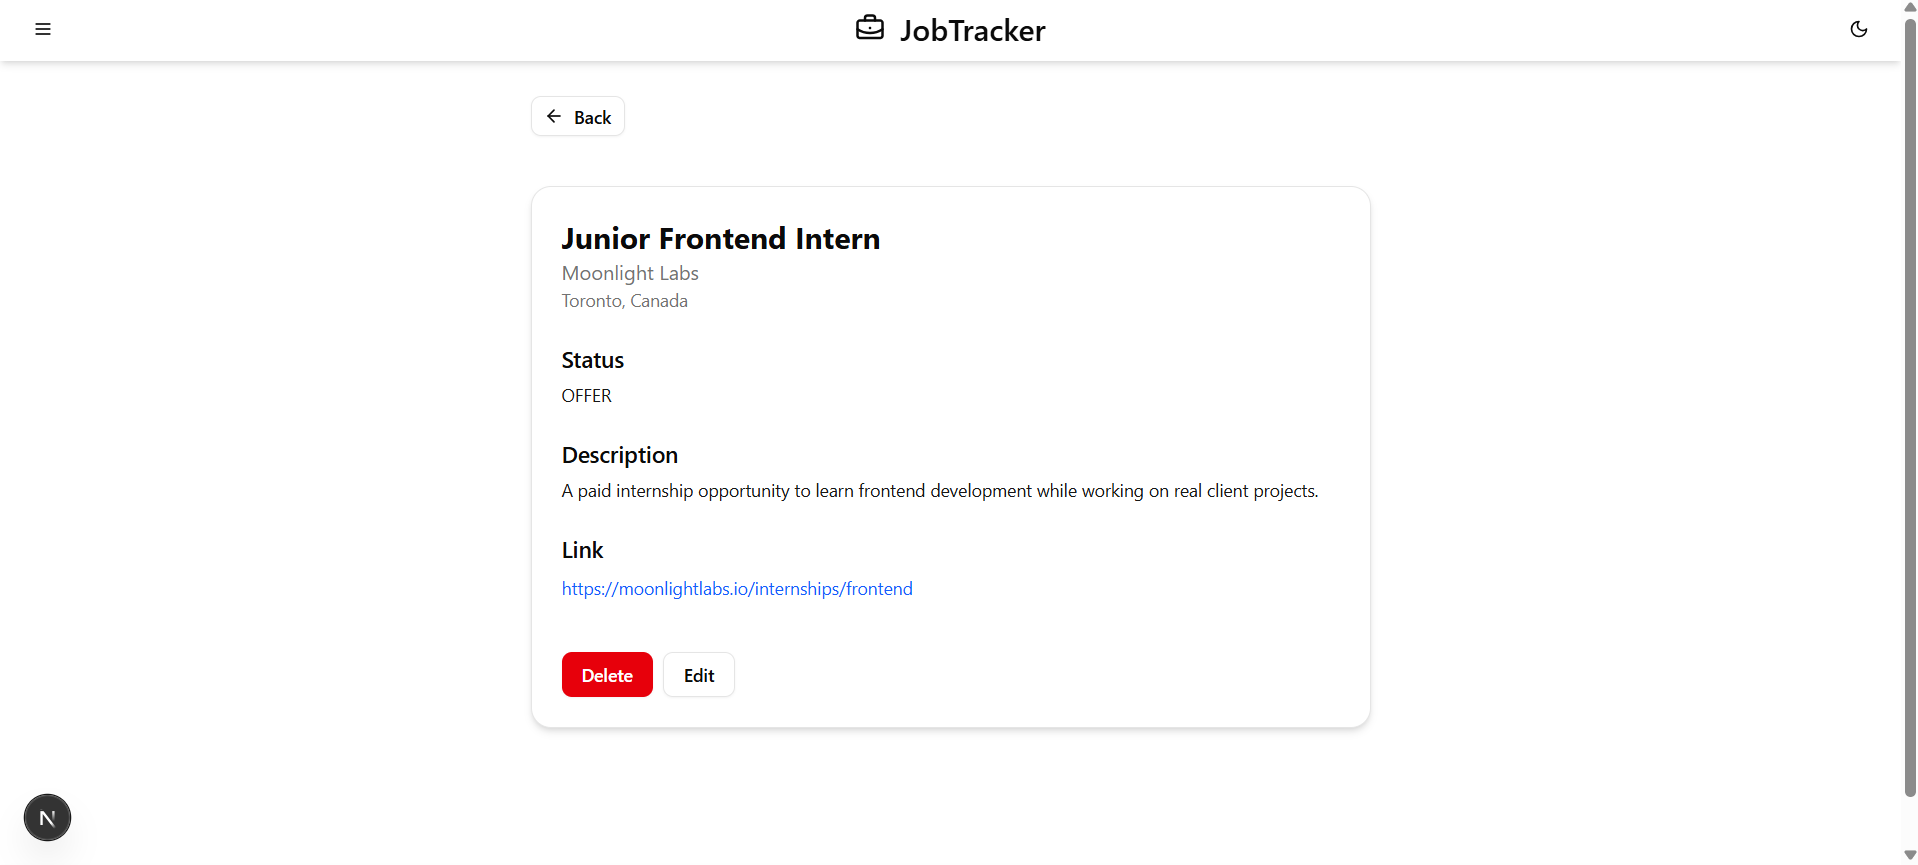 JobTracker
Back
Junior Frontend Intern
Moonlight Labs
Toronto, Canada
Status
OFFER
Description
A paid internship opportunity to learn frontend development while working on real client projects.
Link
https://moonlightlabs.io/internships/frontend
Delete
Edit
N